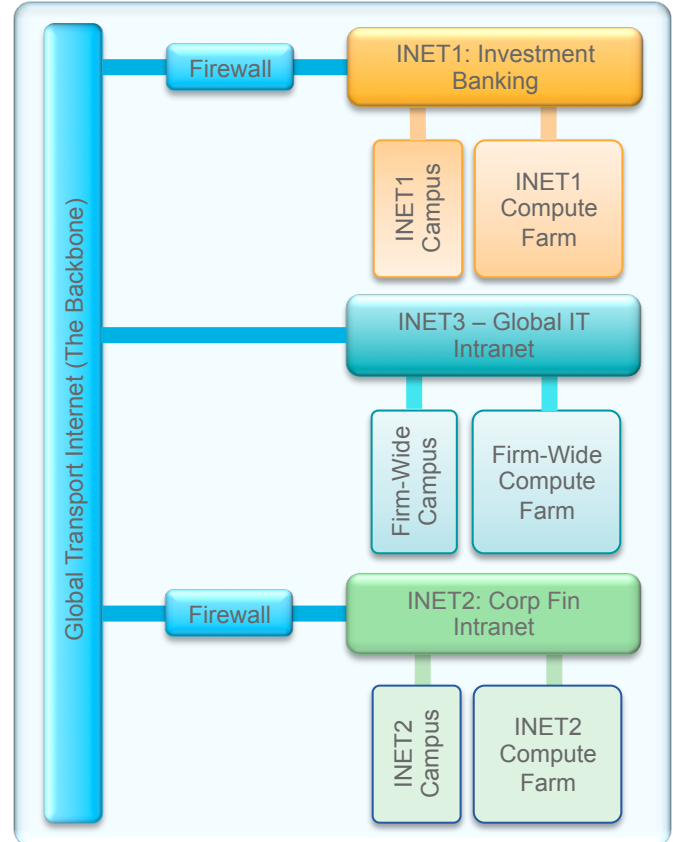 Global Transport Internet (The Backbone)
Firewall
INET1: Investment
Banking
INET1
Campus
INET1
Compute
Farm
INET3 – Global IT
Intranet
Firm-Wide
Campus
Firm-Wide
Compute
Farm
Firewall
INET2: Corp Fin
Intranet
INET2
Campus
INET2
Compute
Farm